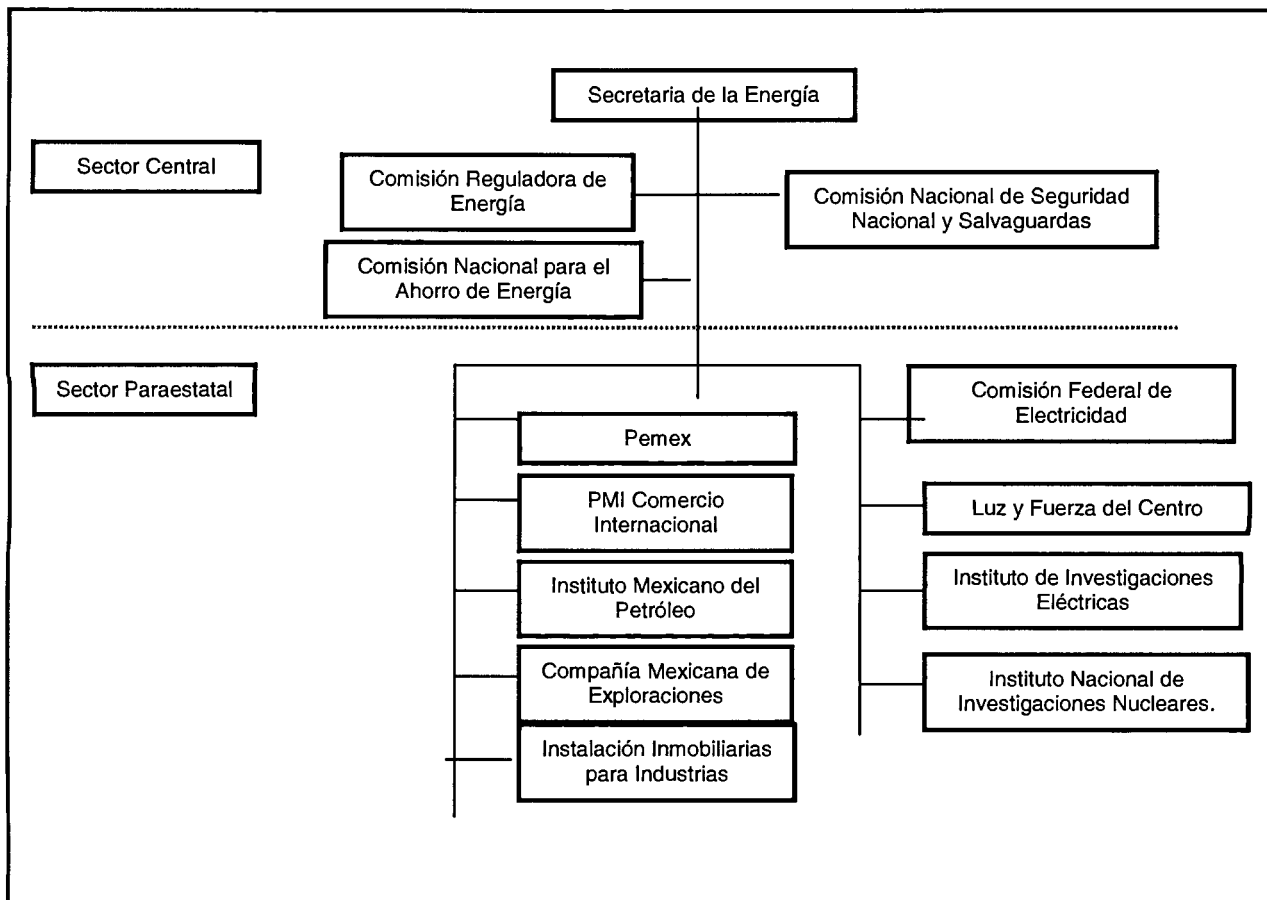 Secretaria de la Energía
Sector Central
Comisión Reguladora de
Energía
Comisión Nacional de Seguridad
Nacional y Salvaguardas
Comisión Nacional para el
Ahorro de Energía
Sector Paraestatal
Pemex
PMI Comercio
Internacional
Instituto Mexicano del
Petróleo
Compañía Mexicana de
Exploraciones
Instalación Inmobiliarias
para Industrias
Comisión Federal de
Electricidad
Luz y Fuerza del Centro
Instituto de Investigaciones
Eléctricas
Instituto Nacional de
Investigaciones Nucleares.